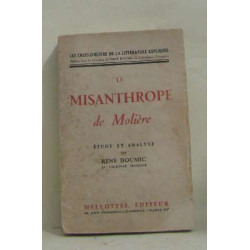 LES CHEFS-D'ŒUVRE DE LA LITTÉRATURE EXPLIQUÉS
LE
MISANTHROPE
de Molière
ÉTUDE ET ANALYSE
PAR
RENÉ DOUMIC
DE L'ACADÉMIE FRANÇAISE
MELLOTTÉE, ÉDITEUR